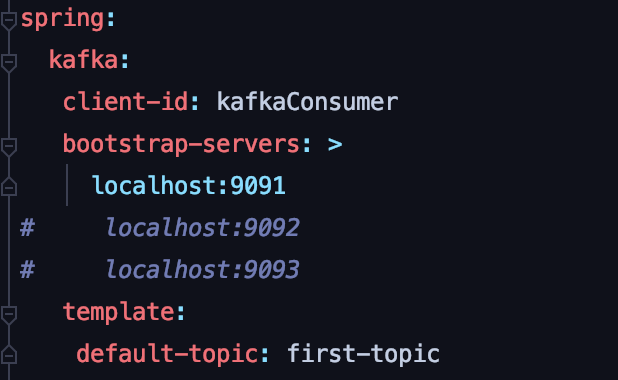 spring:
  kafka:
   client-id: kafkaConsumer
   bootstrap-servers: >
     localhost:9091
#     localhost:9092
#     localhost:9093
   template:
    default-topic: first-topic